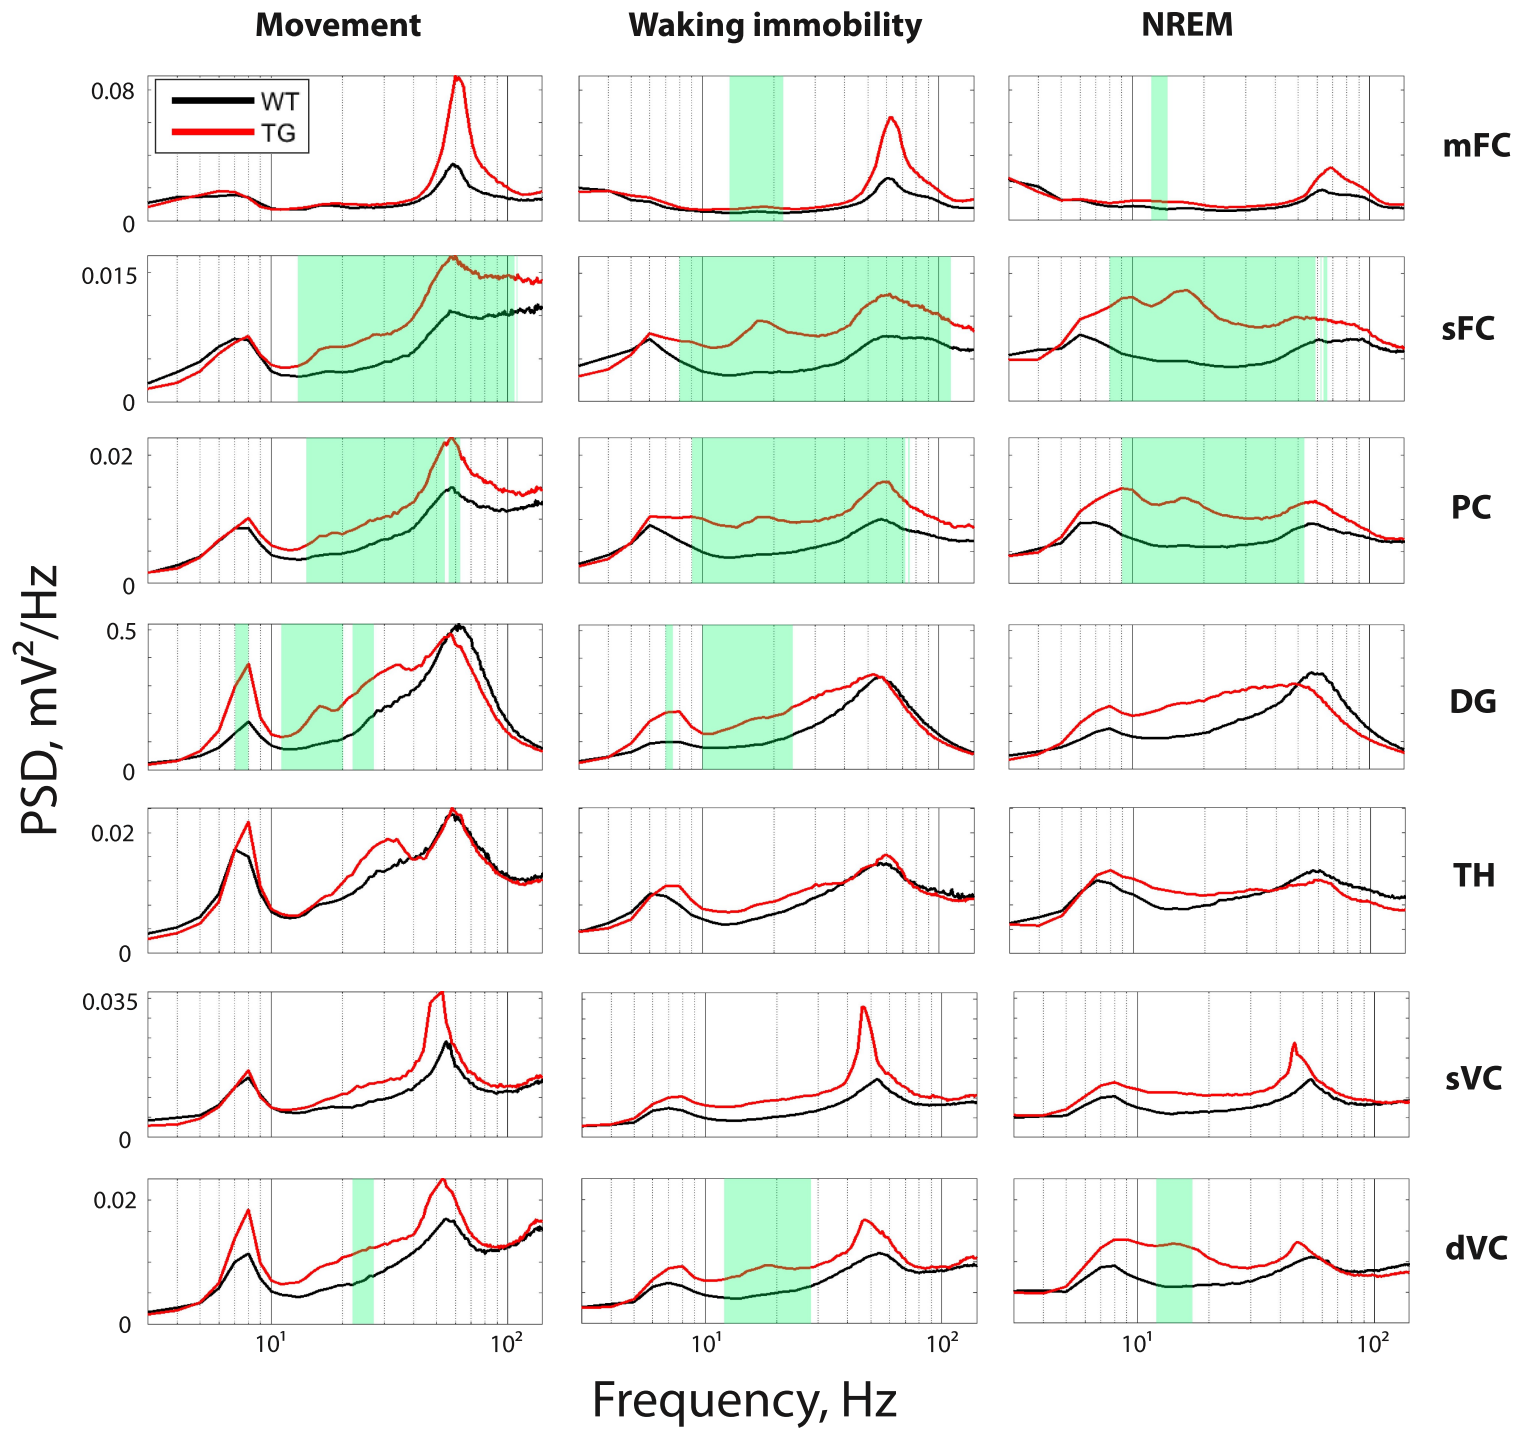 Movement Waking immobility NREM
0.08
WT
TG
0
mFC
0.015
0
sFC
0.02
0
PC
0.5
0
DG
0.02
0
TH
0.035
0
sVC
0.02
0
dVC
10¹ 10² 10¹ 10² 10¹ 10²
PSD, mV²/Hz
Frequency, Hz